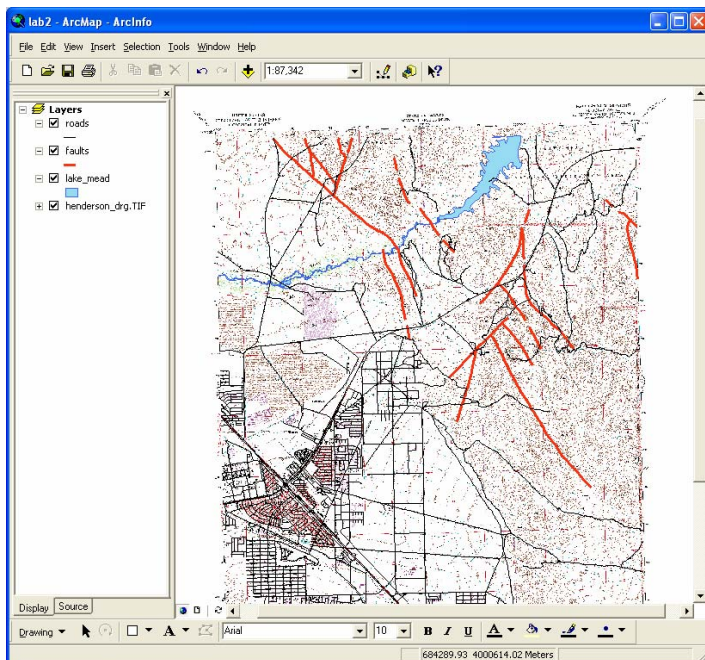 lab2 - ArcMap - ArcInfo
File Edit View Insert Selection Tools Window Help
1:87,342
Layers
roads
faults
lake_mead
henderson_drg.TIF
Display Source
Drawing A Arial 10 B I U A
684289.93 4000614.02 Meters